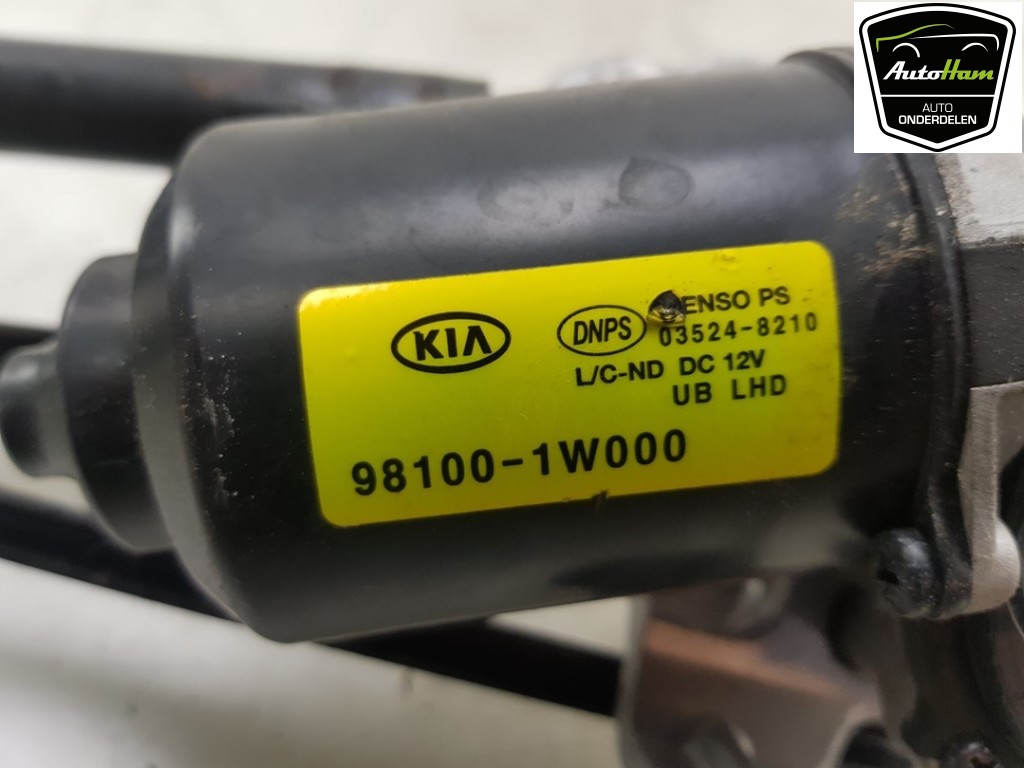 AutoHam
AUTO
ONDERDELEN
KIA
DNPS
ENSO PS
03524-8210
L/C-ND DC 12V
UB LHD
98100-1W000